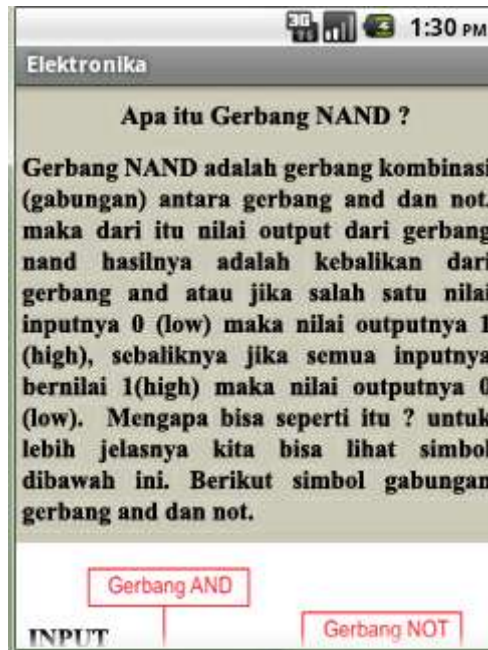 3G 1:30 PM
Elektronika
Apa itu Gerbang NAND ?
Gerbang NAND adalah gerbang kombinasi
(gabungan) antara gerbang and dan not.
maka dari itu nilai output dari gerbang
nand hasilnya adalah kebalikan dari
gerbang and atau jika salah satu nilai
inputnya 0 (low) maka nilai outputnya 1
(high), sebaliknya jika semua inputnya
bernilai 1(high) maka nilai outputnya 0
(low). Mengapa bisa seperti itu ? untuk
lebih jelasnya kita bisa lihat simbol
dibawah ini. Berikut simbol gabungan
gerbang and dan not.
Gerbang AND
Gerbang NOT
INPUT